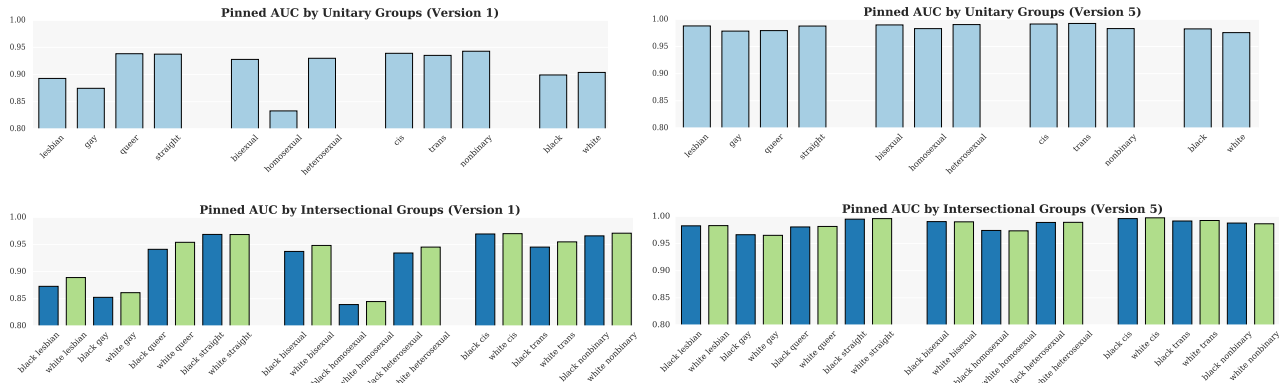 Pinned AUC by Unitary Groups (Version 1)
1.00
0.95
0.90
0.85
0.80
lesbian
gay
queer
straight
bisexual
homosexual
heterosexual
cis
trans
nonbinary
black
white
Pinned AUC by Unitary Groups (Version 5)
1.00
0.95
0.90
0.85
0.80
lesbian
gay
queer
straight
bisexual
homosexual
heterosexual
cis
trans
nonbinary
black
white
Pinned AUC by Intersectional Groups (Version 1)
1.00
0.95
0.90
0.85
0.80
black lesbian
white lesbian
black gay
white gay
black queer
white queer
black straight
white straight
black bisexual
white bisexual
black homosexual
white homosexual
black heterosexual
white heterosexual
black cis
white cis
black trans
white trans
black nonbinary
white nonbinary
Pinned AUC by Intersectional Groups (Version 5)
1.00
0.95
0.90
0.85
0.80
black lesbian
white lesbian
black gay
white gay
black queer
white queer
black straight
white straight
black bisexual
white bisexual
black homosexual
white homosexual
black heterosexual
white heterosexual
black cis
white cis
black trans
white trans
black nonbinary
white nonbinary